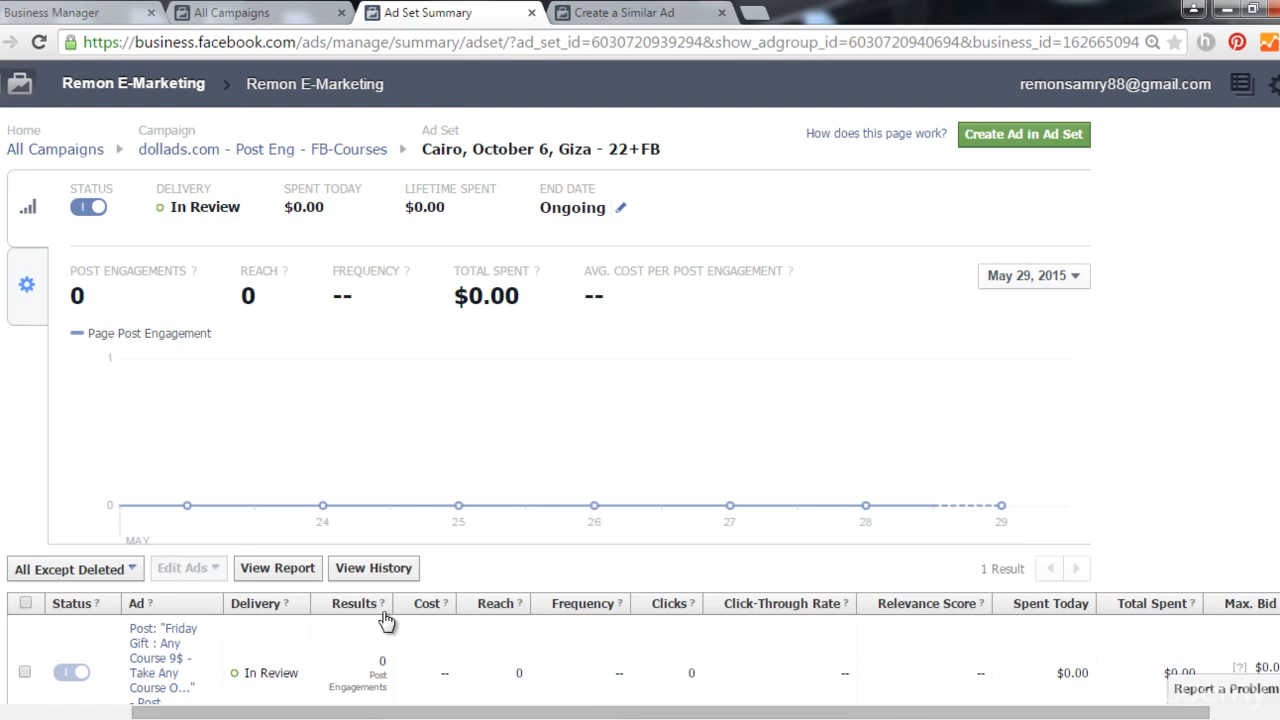 Business Manager
All Campaigns
Ad Set Summary
Create a Similar Ad
https://business.facebook.com/ads/manage/summary/adset/?ad_set_id=6030720939294&show_adgroup_id=6030720940694&business_id=162665094
Remon E-Marketing
Remon E-Marketing
remonsamry88@gmail.com
Home
Campaign
Ad Set
All Campaigns
dollads.com - Post Eng - FB-Courses
Cairo, October 6, Giza - 22+FB
How does this page work?
Create Ad in Ad Set
STATUS
DELIVERY
SPENT TODAY
LIFETIME SPENT
END DATE
In Review
$0.00
$0.00
Ongoing
POST ENGAGEMENTS ?
REACH ?
FREQUENCY ?
TOTAL SPENT ?
AVG. COST PER POST ENGAGEMENT ?
0
0
--
$0.00
--
May 29, 2015
Page Post Engagement
1
0
24
25
26
27
28
29
MAY
All Except Deleted
Edit Ads
View Report
View History
1 Result
Status ?
Ad ?
Delivery ?
Results ?
Cost ?
Reach ?
Frequency ?
Clicks ?
Click-Through Rate ?
Relevance Score ?
Spent Today
Total Spent ?
Max. Bid
Post: "Friday
Gift : Any
Course 9$ -
Take Any
Course O..."
- Post
In Review
0
Post
Engagements
--
0
--
0
--
--
$0.00
$0.00
[?] $0.0
Report a Problem